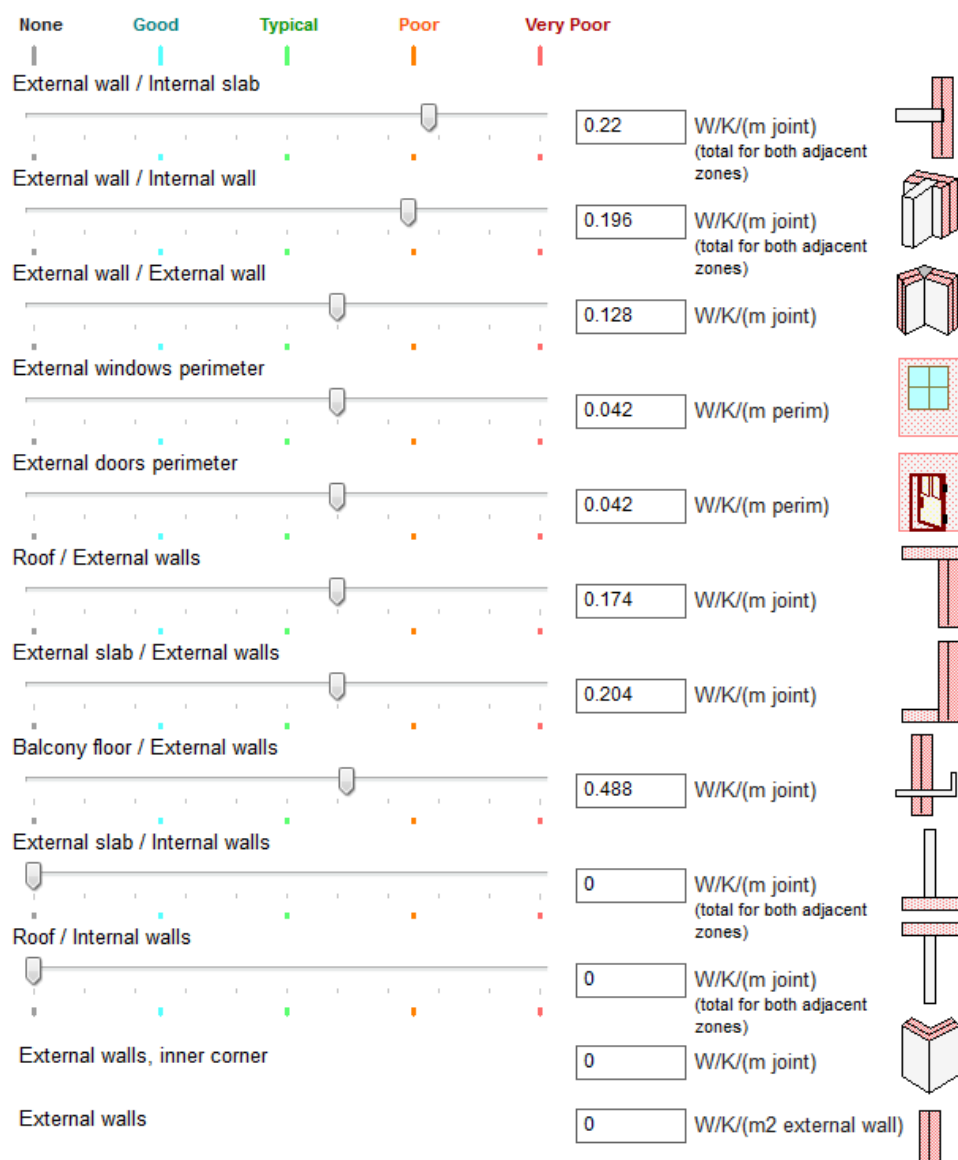 None Good Typical Poor Very Poor
External wall / Internal slab
0.22 W/K/(m joint)
(total for both adjacent
zones)
External wall / Internal wall
0.196 W/K/(m joint)
(total for both adjacent
zones)
External wall / External wall
0.128 W/K/(m joint)
External windows perimeter
0.042 W/K/(m perim)
External doors perimeter
0.042 W/K/(m perim)
Roof / External walls
0.174 W/K/(m joint)
External slab / External walls
0.204 W/K/(m joint)
Balcony floor / External walls
0.488 W/K/(m joint)
External slab / Internal walls
0 W/K/(m joint)
(total for both adjacent
zones)
Roof / Internal walls
0 W/K/(m joint)
(total for both adjacent
zones)
External walls, inner corner 0 W/K/(m joint)
External walls 0 W/K/(m2 external wall)